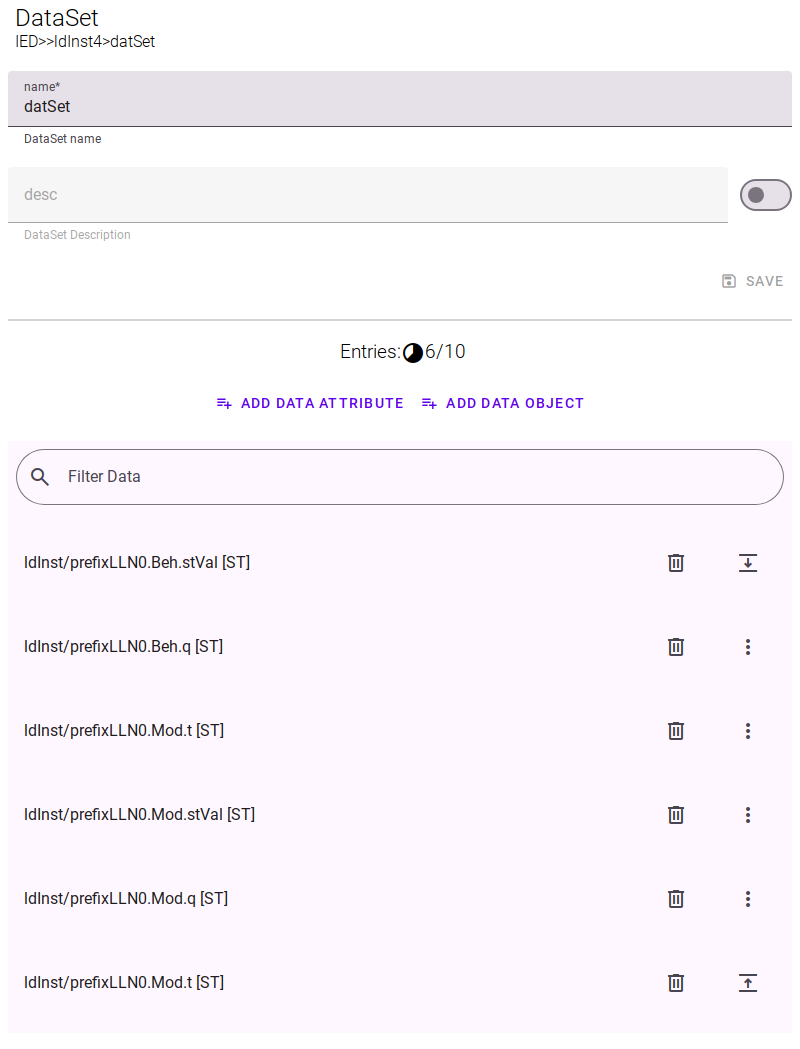 DataSet
IED>>ldInst4>datSet
name*
datSet
DataSet name
desc
DataSet Description
SAVE
Entries: 6/10
ADD DATA ATTRIBUTE
ADD DATA OBJECT
Filter Data
ldInst/prefixLLN0.Beh.stVal [ST]
ldInst/prefixLLN0.Beh.q [ST]
ldInst/prefixLLN0.Mod.t [ST]
ldInst/prefixLLN0.Mod.stVal [ST]
ldInst/prefixLLN0.Mod.q [ST]
ldInst/prefixLLN0.Mod.t [ST]